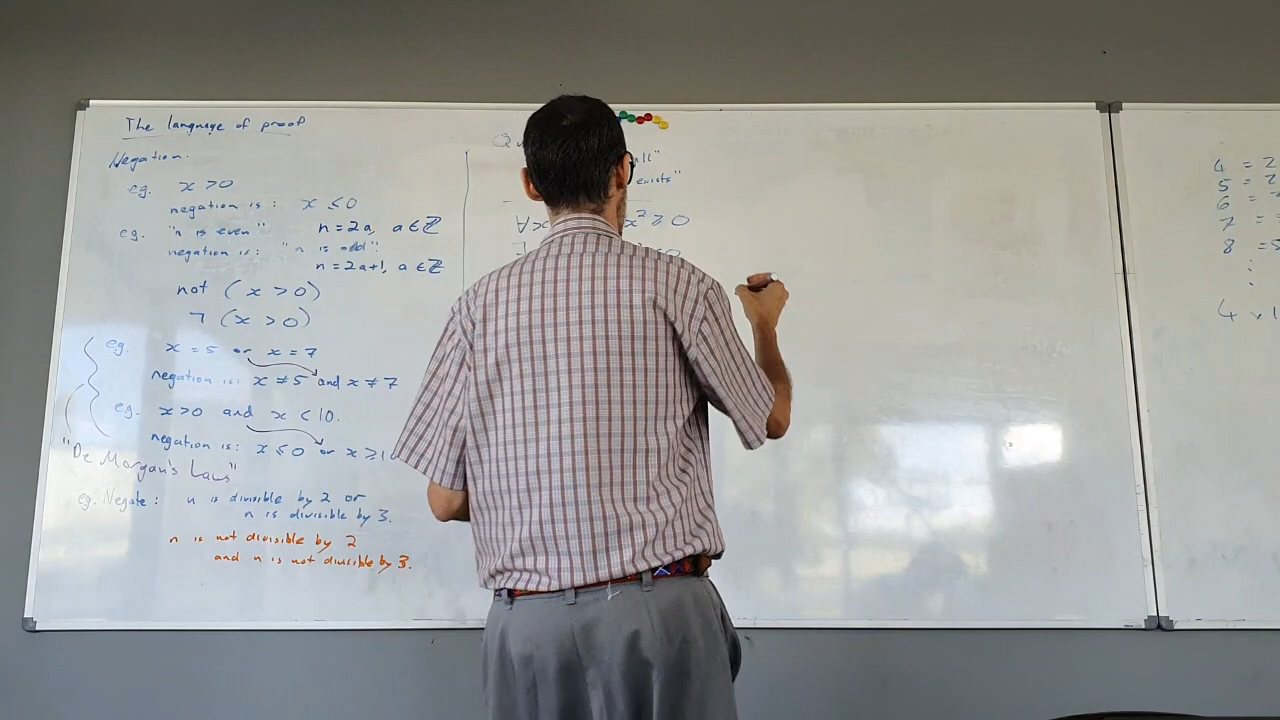 The language of proof
Negation:
eg. x > 0
negation is: x ≤ 0
eg. "n is even" n = 2a, a ∈ ℤ
negation is: "n is odd"
n = 2a+1, a ∈ ℤ
not (x > 0)
¬ (x > 0)
eg. x = 5 or x = 7
negation is: x ≠ 5 and x ≠ 7
eg. x > 0 and x < 10.
negation is: x ≤ 0 or x ≥ 1
"De Morgan's Laws"
eg. Negate: n is divisible by 2 or
n is divisible by 3.
n is not divisible by 2
and n is not divisible by 3.
Qu
all"
exists"
∀x x² ≥ 0
4 = 2
5 = 2
6 =
7 =
8 = 5
4 × 1